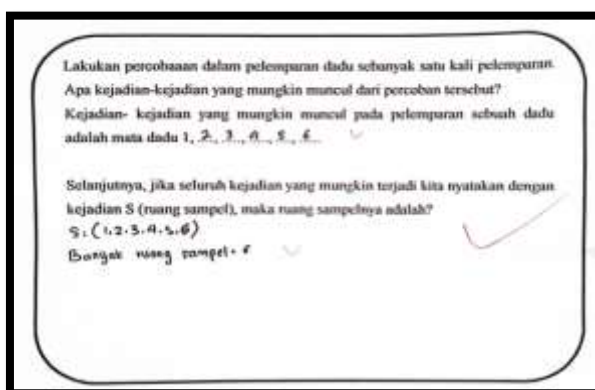 Lakukan percobaaan dalam pelemparan dadu sebanyak satu kali pelemparan.
Apa kejadian-kejadian yang mungkin muncul dari percoban tersebut?
Kejadian- kejadian yang mungkin muncul pada pelemparan sebuah dadu
adalah mata dadu 1, 2, 3, 4, 5, 6
Selanjutnya, jika seluruh kejadian yang mungkin terjadi kita nyatakan dengan
kejadian S (ruang sampel), maka ruang sampelnya adalah?
S: (1.2.3.4.5.6)
Banyak ruang sampel = 6